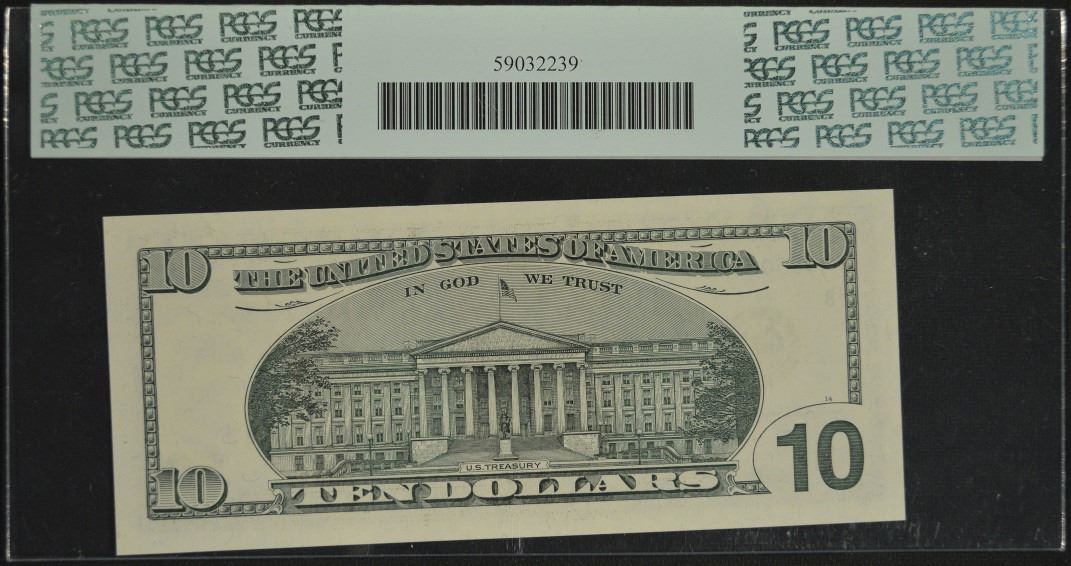 PCGS CURRENCY
59032239
10 THE UNITED STATES OF AMERICA 10
IN GOD WE TRUST
14
U.S. TREASURY
10 TEN DOLLARS 10